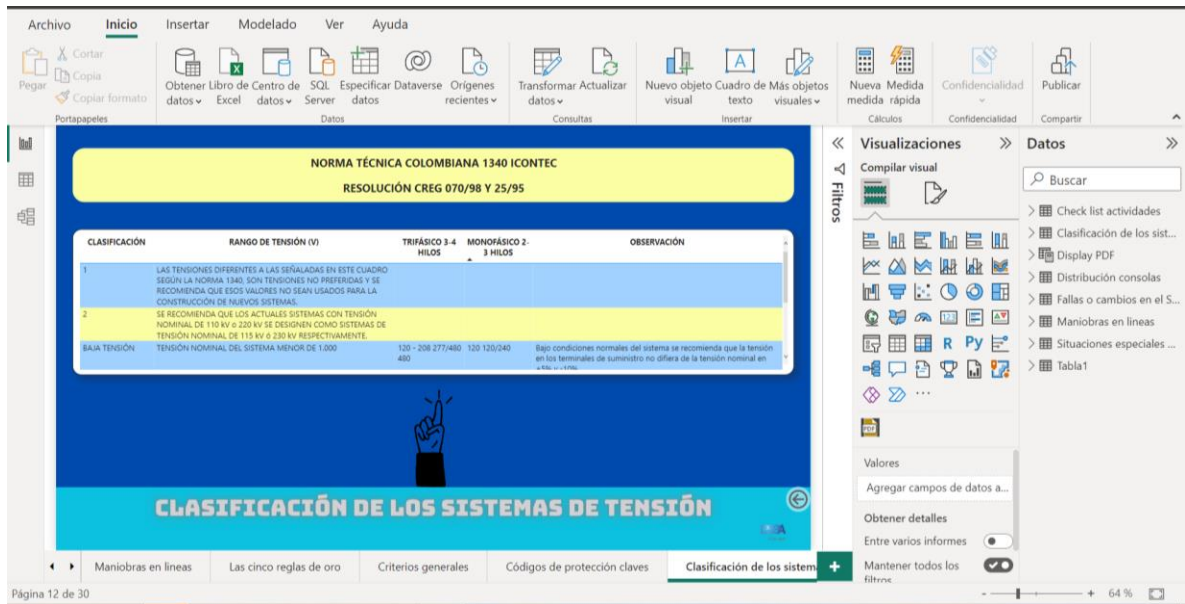 Archivo Inicio Insertar Modelado Ver Ayuda
Pegar
Cortar
Copia
Copiar formato
Portapapeles
Obtener datos
Libro de Excel
Centro de datos
SQL Server
Especificar datos
Dataverse
Orígenes recientes
Datos
Transformar datos
Actualizar
Consultas
Nuevo objeto visual
Cuadro de texto
Más objetos visuales
Insertar
Nueva medida
Medida rápida
Cálculos
Confidencialidad
Confidencialidad
Publicar
Compartir
NORMA TÉCNICA COLOMBIANA 1340 ICONTEC
RESOLUCIÓN CREG 070/98 Y 25/95
CLASIFICACIÓN RANGO DE TENSIÓN (V) TRIFÁSICO 3-4 HILOS MONOFÁSICO 2-3 HILOS OBSERVACIÓN
1 LAS TENSIONES DIFERENTES A LAS SEÑALADAS EN ESTE CUADRO
SEGÚN LA NORMA 1340, SON TENSIONES NO PREFERIDAS Y SE
RECOMIENDA QUE ESOS VALORES NO SEAN USADOS PARA LA
CONSTRUCCIÓN DE NUEVOS SISTEMAS.
2 SE RECOMIENDA QUE LOS ACTUALES SISTEMAS CON TENSIÓN
NOMINAL DE 110 kV o 220 kV SE DESIGNEN COMO SISTEMAS DE
TENSIÓN NOMINAL DE 115 kV ó 230 kV RESPECTIVAMENTE.
BAJA TENSIÓN TENSIÓN NOMINAL DEL SISTEMA MENOR DE 1.000 120 - 208 277/480 120 120/240 Bajo condiciones normales del sistema se recomienda que la tensión
480 en los terminales de suministro no difiera de la tensión nominal en
+5% y -10%
CLASIFICACIÓN DE LOS SISTEMAS DE TENSIÓN
Filtros
Visualizaciones
Compilar visual
R Py
123
PDF
Valores
Agregar campos de datos a...
Obtener detalles
Entre varios informes
Mantener todos los
filtros
Datos
Buscar
Check list actividades
Clasificación de los sist...
Display PDF
Distribución consolas
Fallas o cambios en el S...
Maniobras en lineas
Situaciones especiales ...
Tabla1
Maniobras en lineas Las cinco reglas de oro Criterios generales Códigos de protección claves Clasificación de los sistem
Página 12 de 30
64 %